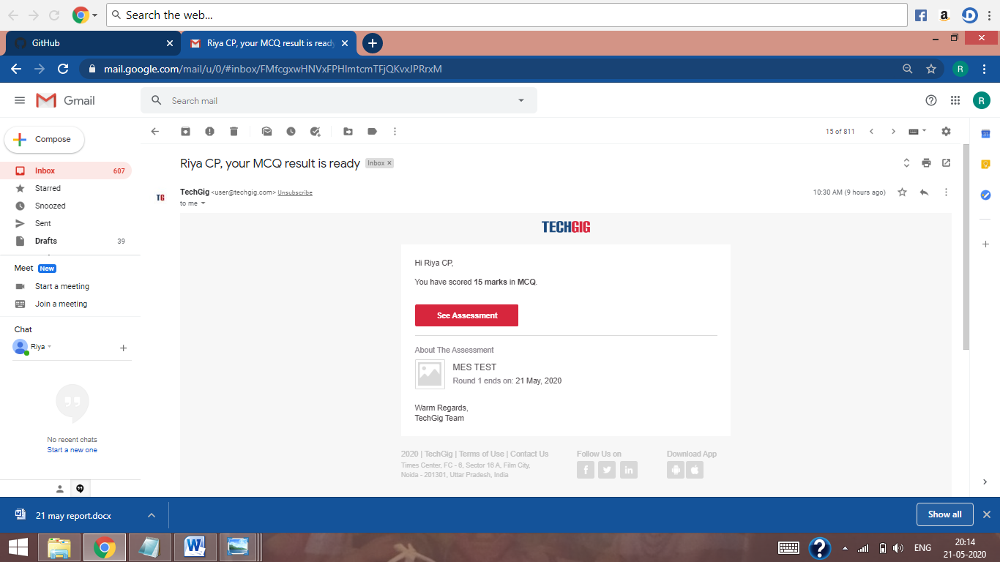 Search the web...
GitHub
Riya CP, your MCQ result is ready
mail.google.com/mail/u/0/#inbox/FMfcgxwHNVxFPHlmtcmTFjQKvxJPRrxM
R
Gmail
Search mail
R
Compose
15 of 811
Inbox 607
Starred
Snoozed
Sent
Drafts 39
Meet New
Start a meeting
Join a meeting
Chat
Riya
No recent chats
Start a new one
Riya CP, your MCQ result is ready Inbox x
TG
TechGig <user@techgig.com> Unsubscribe
10:30 AM (9 hours ago)
to me
TECHGIG
Hi Riya CP,
You have scored 15 marks in MCQ.
See Assessment
About The Assessment
MES TEST
Round 1 ends on: 21 May, 2020
Warm Regards,
TechGig Team
2020 | TechGig | Terms of Use | Contact Us
Times Center, FC - 6, Sector 16 A, Film City,
Noida - 201301, Uttar Pradesh, India
Follow Us on
Download App
21 may report.docx
Show all
ENG
20:14
21-05-2020